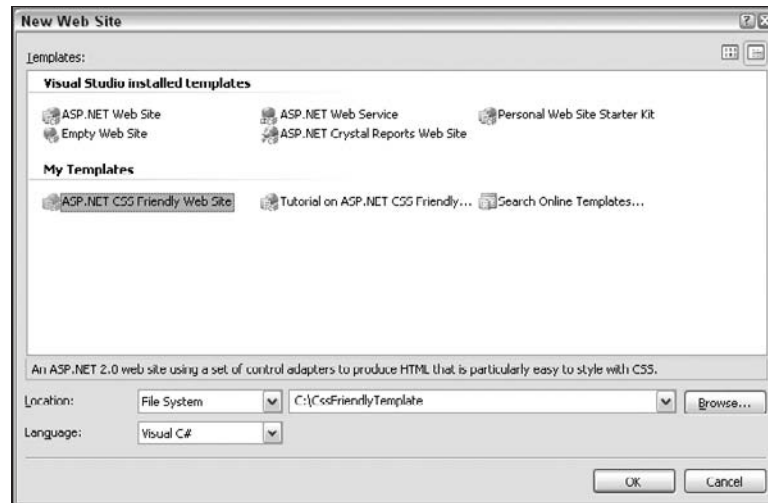 New Web Site
Templates:
Visual Studio installed templates
ASP.NET Web Site
ASP.NET Web Service
Personal Web Site Starter Kit
Empty Web Site
ASP.NET Crystal Reports Web Site
My Templates
ASP.NET CSS Friendly Web Site
Tutorial on ASP.NET CSS Friendly...
Search Online Templates...
An ASP.NET 2.0 web site using a set of control adapters to produce HTML that is particularly easy to style with CSS.
Location: File System C:\CssFriendlyTemplate Browse...
Language: Visual C#
OK Cancel